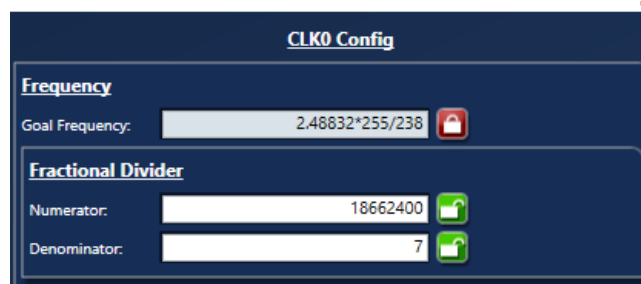 CLK0 Config
Frequency
Goal Frequency: 2.48832*255/238
Fractional Divider
Numerator: 18662400
Denominator: 7